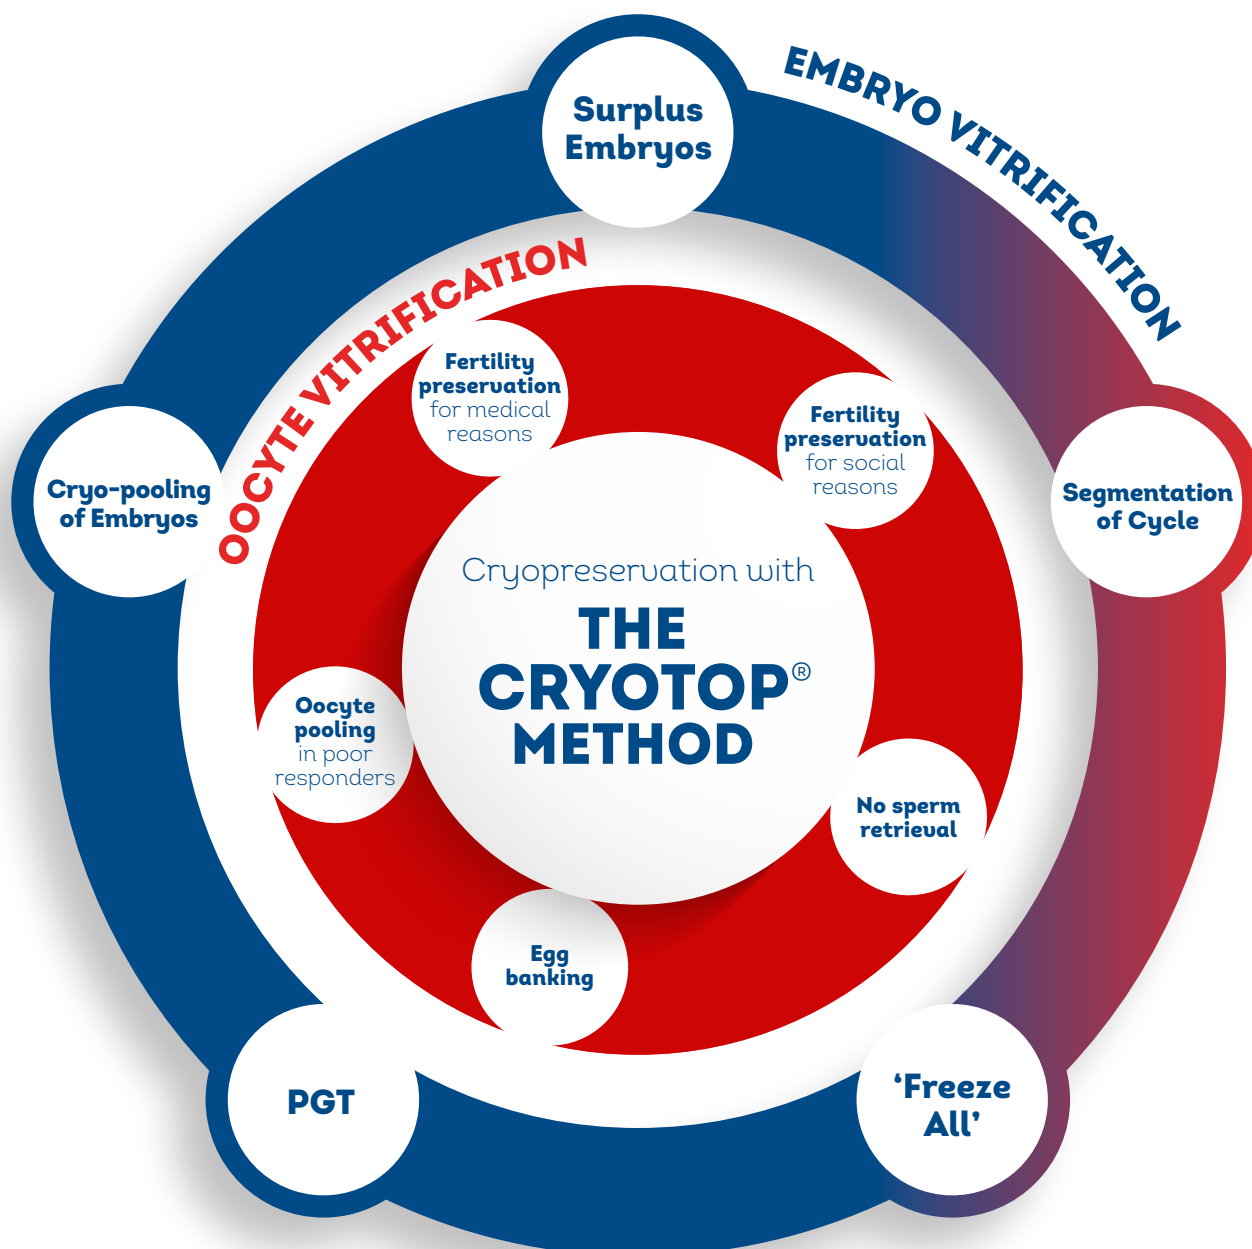 EMBRYO VITRIFICATION
Surplus
Embryos
OOCYTE VITRIFICATION
Fertility
preservation
for medical
reasons
Fertility
preservation
for social
reasons
Cryo-pooling
of Embryos
Segmentation
of Cycle
Cryopreservation with
THE
CRYOTOP®
METHOD
Oocyte
pooling
in poor
responders
No sperm
retrieval
Egg
banking
PGT
‘Freeze
All’